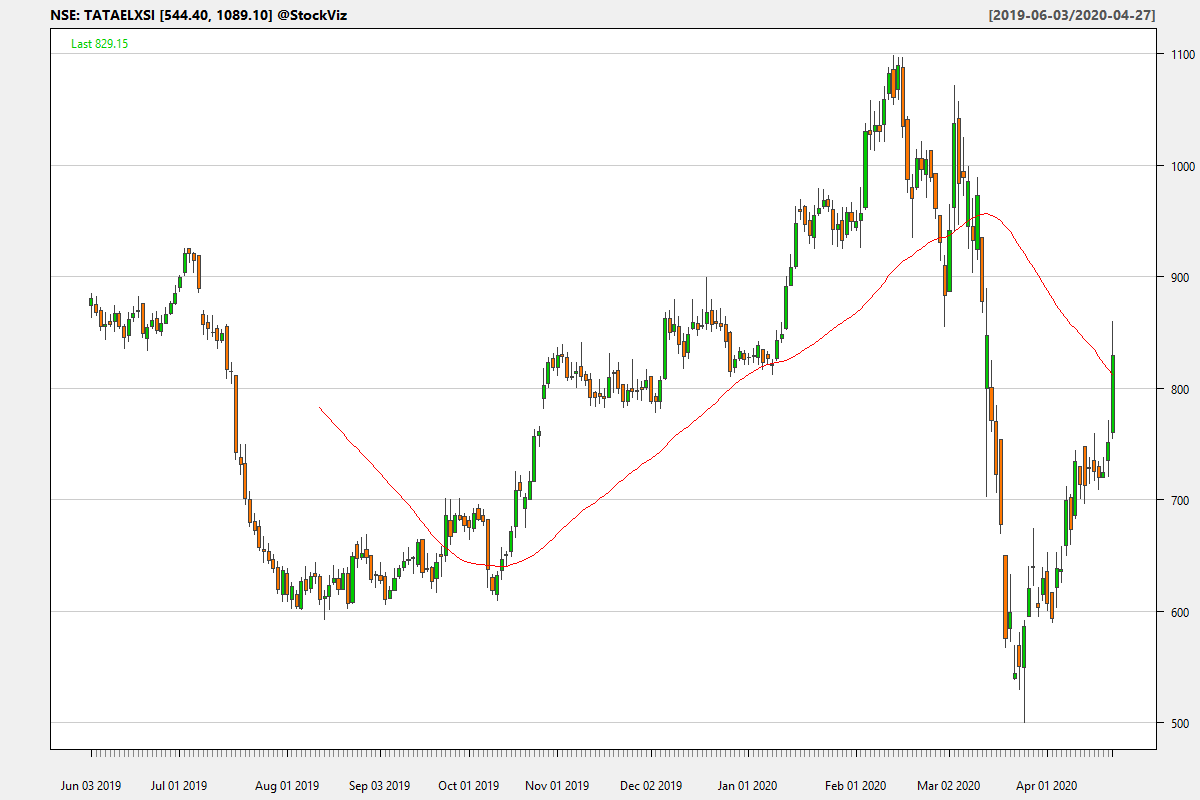 NSE: TATAELXSI [544.40, 1089.10] @StockViz
[2019-06-03/2020-04-27]
Last 829.15
1100
1000
900
800
700
600
500
Jun 03 2019 Jul 01 2019 Aug 01 2019 Sep 03 2019 Oct 01 2019 Nov 01 2019 Dec 02 2019 Jan 01 2020 Feb 01 2020 Mar 02 2020 Apr 01 2020